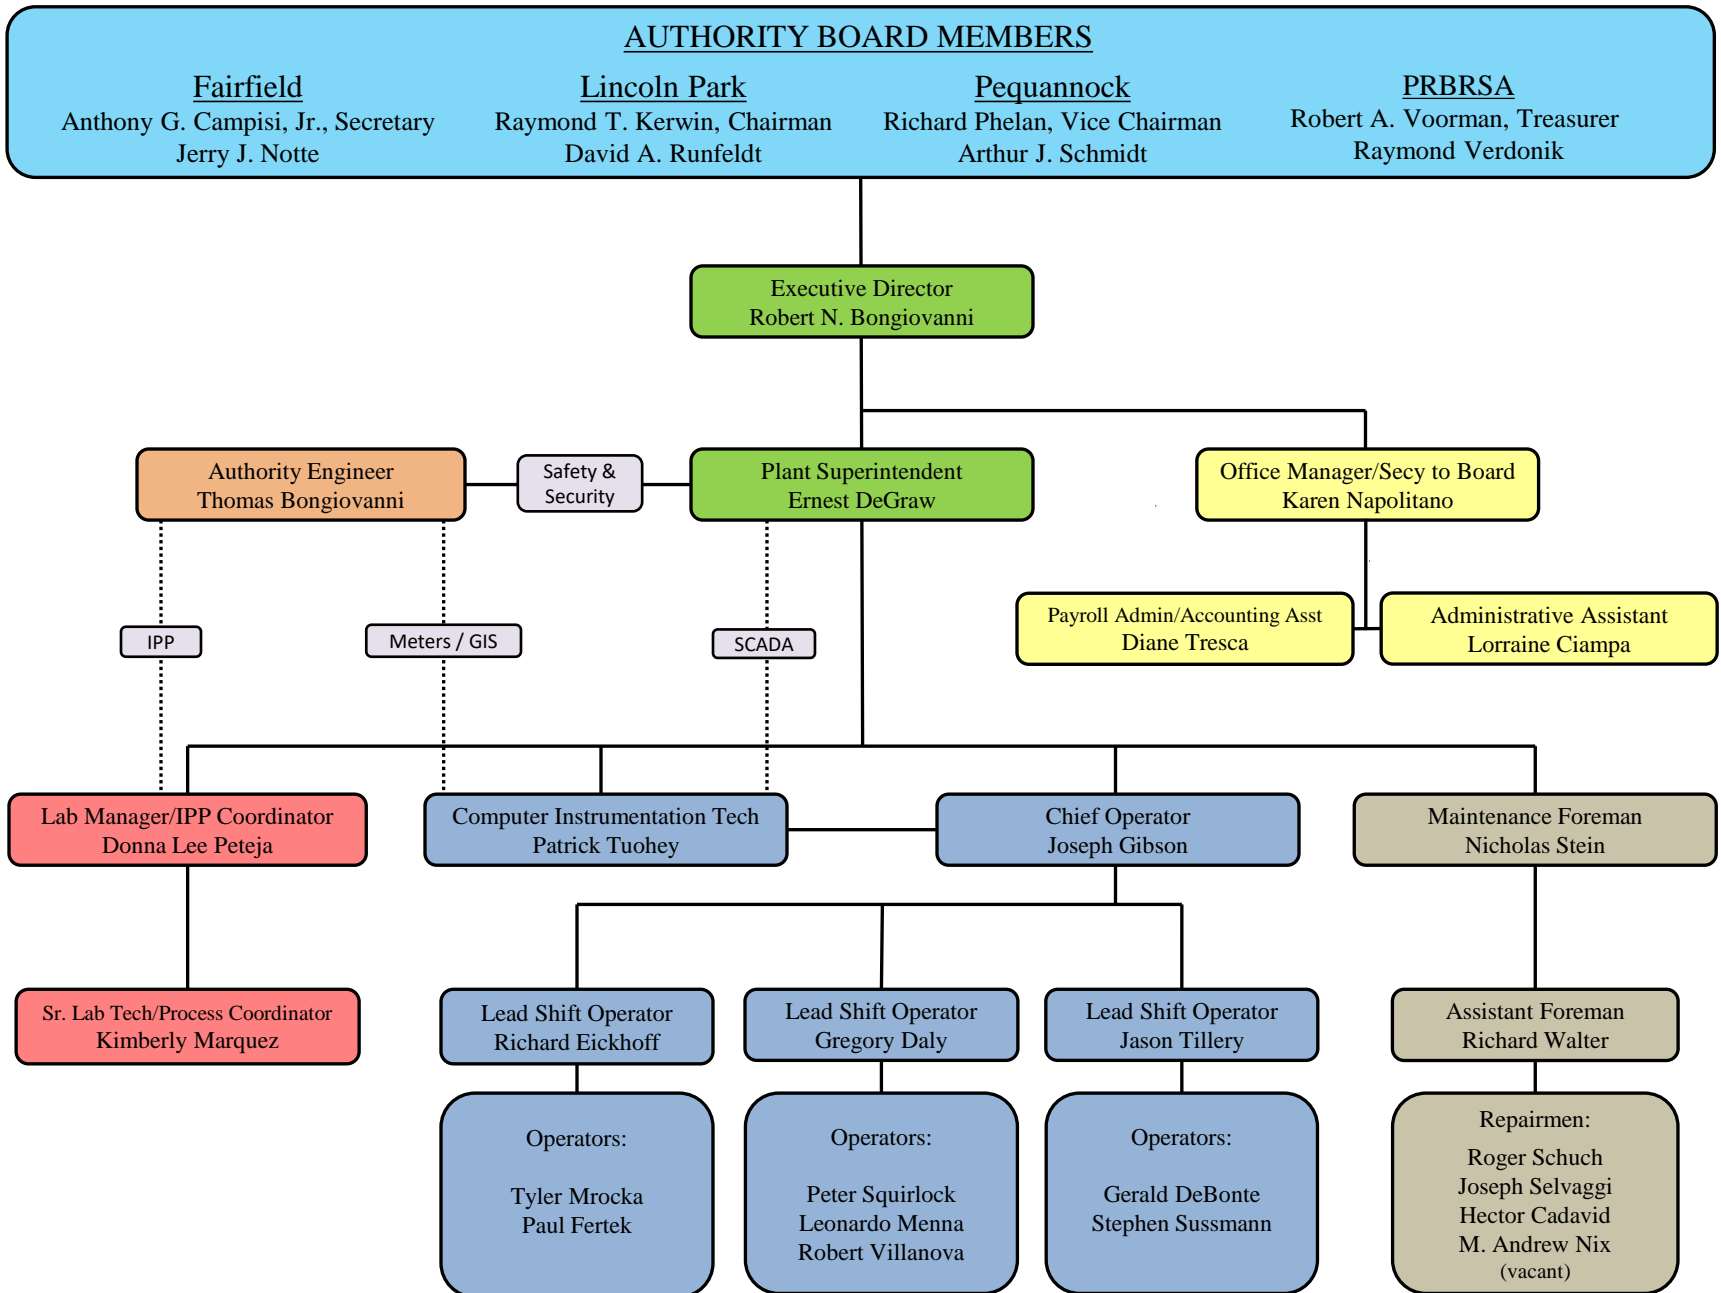 AUTHORITY BOARD MEMBERS
Fairfield
Anthony G. Campisi, Jr., Secretary
Jerry J. Notte
Lincoln Park
Raymond T. Kerwin, Chairman
David A. Runfeldt
Pequannock
Richard Phelan, Vice Chairman
Arthur J. Schmidt
PRBRSA
Robert A. Voorman, Treasurer
Raymond Verdonik
Executive Director
Robert N. Bongiovanni
Authority Engineer
Thomas Bongiovanni
Safety &
Security
Plant Superintendent
Ernest DeGraw
Office Manager/Secy to Board
Karen Napolitano
Payroll Admin/Accounting Asst
Diane Tresca
Administrative Assistant
Lorraine Ciampa
IPP
Meters / GIS
SCADA
Lab Manager/IPP Coordinator
Donna Lee Peteja
Computer Instrumentation Tech
Patrick Tuohey
Chief Operator
Joseph Gibson
Maintenance Foreman
Nicholas Stein
Sr. Lab Tech/Process Coordinator
Kimberly Marquez
Lead Shift Operator
Richard Eickhoff
Lead Shift Operator
Gregory Daly
Lead Shift Operator
Jason Tillery
Assistant Foreman
Richard Walter
Operators:
Tyler Mrocka
Paul Fertek
Operators:
Peter Squirlock
Leonardo Menna
Robert Villanova
Operators:
Gerald DeBonte
Stephen Sussmann
Repairmen:
Roger Schuch
Joseph Selvaggi
Hector Cadavid
M. Andrew Nix
(vacant)